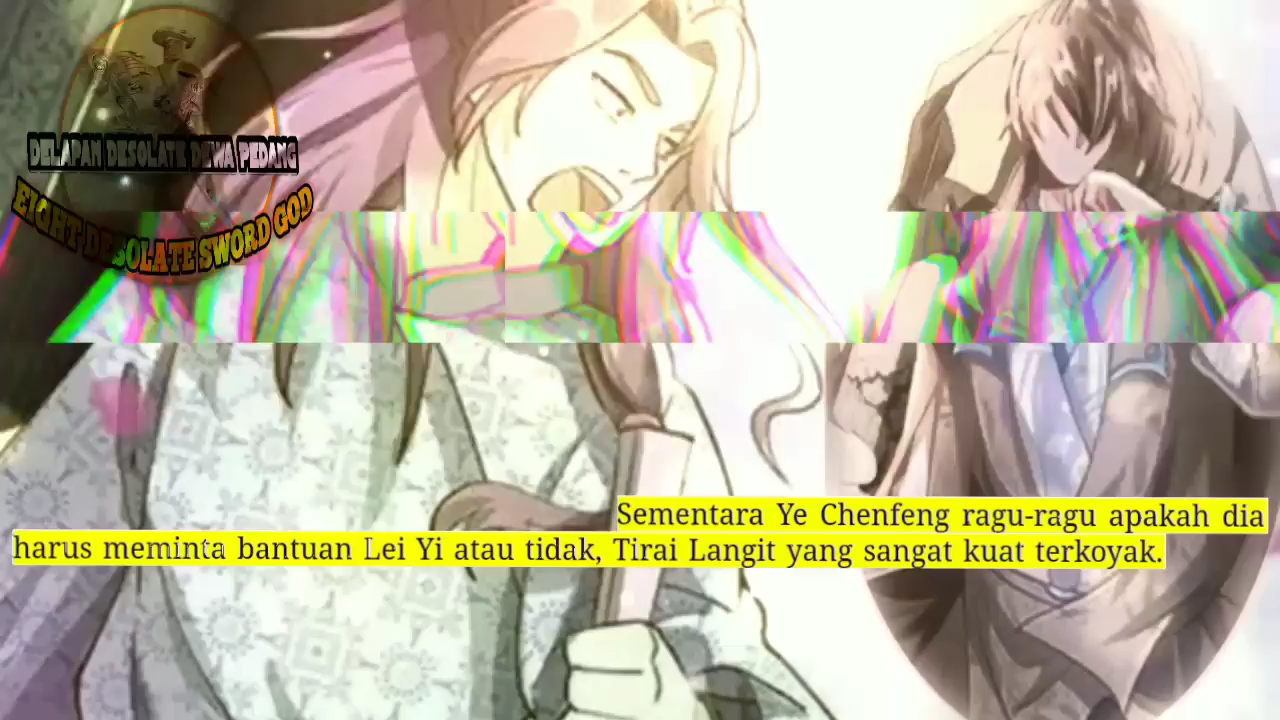 DELAPAN DESOLATE DEWA PEDANG
EIGHT DESOLATE SWORD GOD
Sementara Ye Chenfeng ragu-ragu apakah dia
harus meminta bantuan Lei Yi atau tidak, Tirai Langit yang sangat kuat terkoyak.